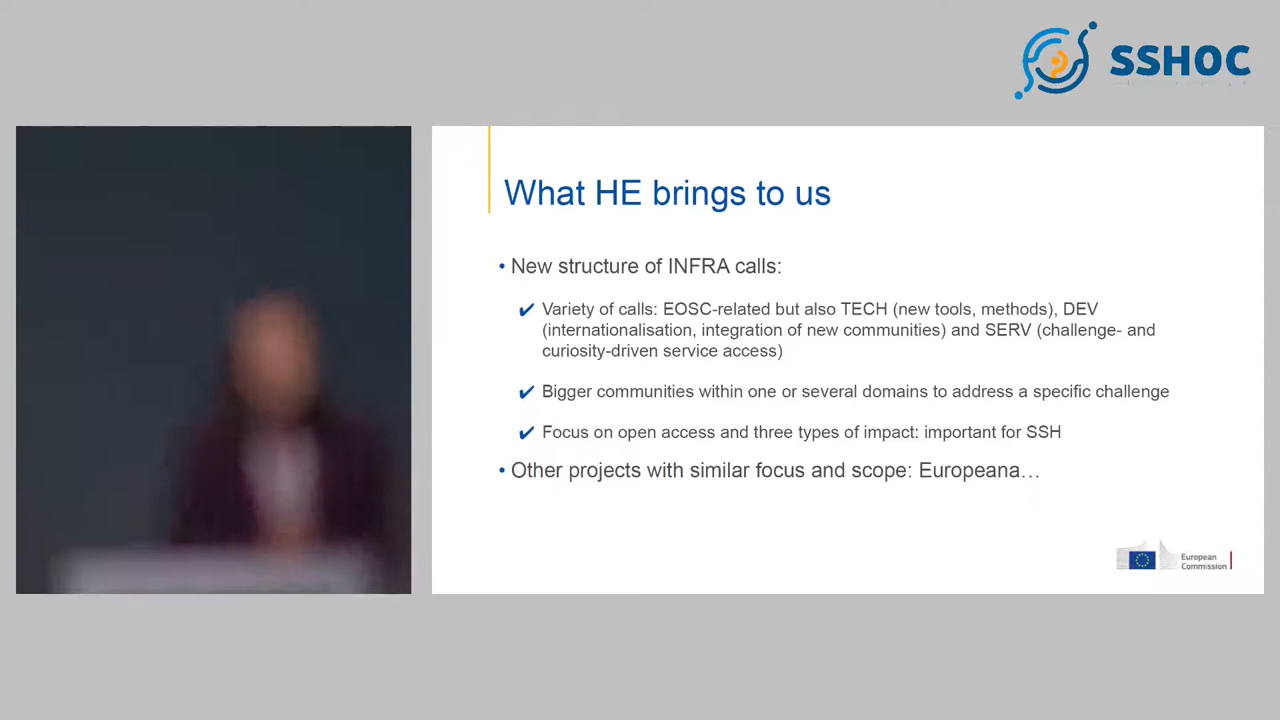 SSHOC
What HE brings to us
• New structure of INFRA calls:
✔ Variety of calls: EOSC-related but also TECH (new tools, methods), DEV
(internationalisation, integration of new communities) and SERV (challenge- and
curiosity-driven service access)
✔ Bigger communities within one or several domains to address a specific challenge
✔ Focus on open access and three types of impact: important for SSH
• Other projects with similar focus and scope: Europeana…
European
Commission